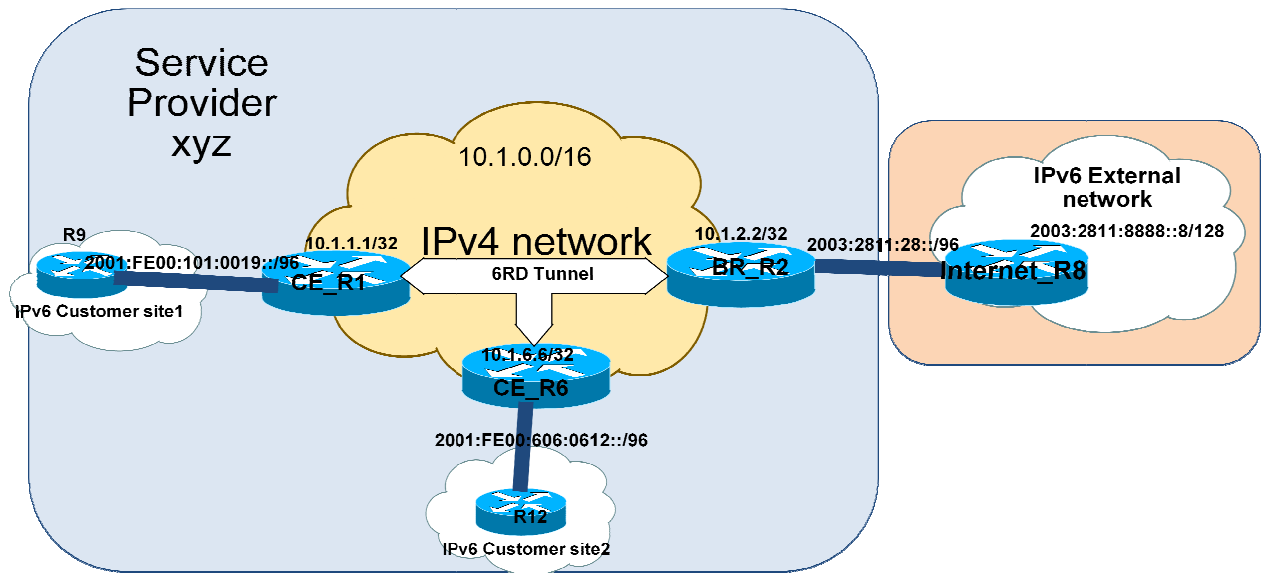 Service
Provider
xyz
10.1.0.0/16
IPv6 External
network
R9
10.1.1.1/32
IPv4 network
10.1.2.2/32
2003:2811:28::/96
2003:2811:8888::8/128
2001:FE00:101:0019::/96
CE_R1
6RD Tunnel
BR_R2
Internet_R8
IPv6 Customer site1
10.1.6.6/32
CE_R6
2001:FE00:606:0612::/96
R12
IPv6 Customer site2